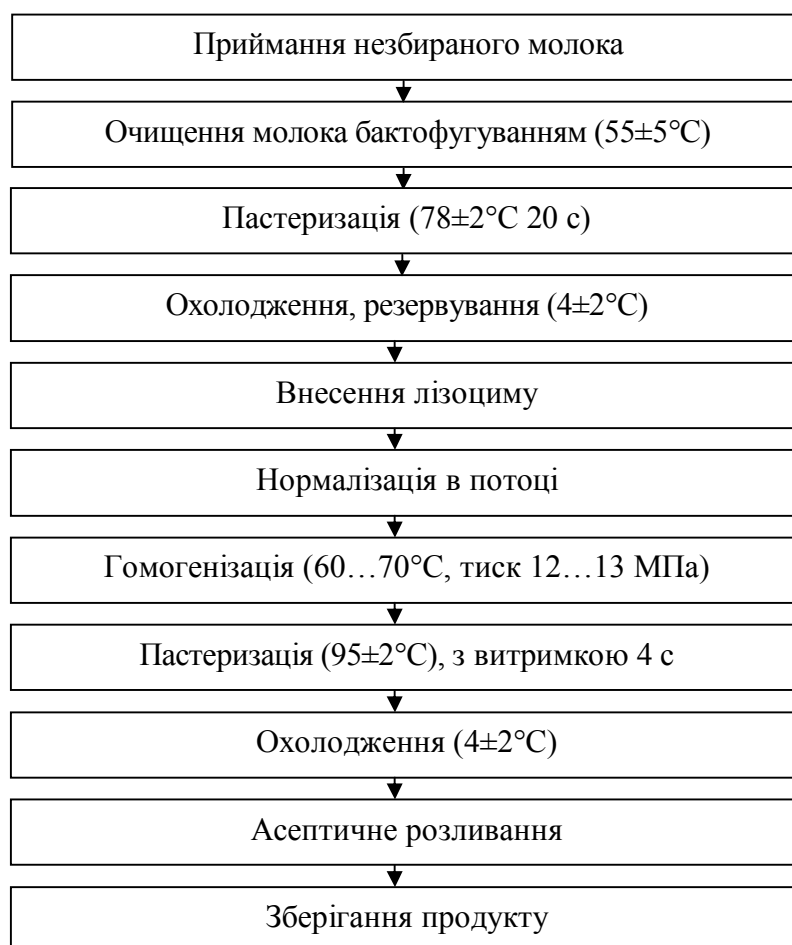 Приймання незбираного молока
Очищення молока бактофугуванням (55±5°С)
Пастеризація (78±2°С 20 с)
Охолодження, резервування (4±2°С)
Внесення лізоциму
Нормалізація в потоці
Гомогенізація (60…70°С, тиск 12…13 МПа)
Пастеризація (95±2°С), з витримкою 4 с
Охолодження (4±2°С)
Асептичне розливання
Зберігання продукту